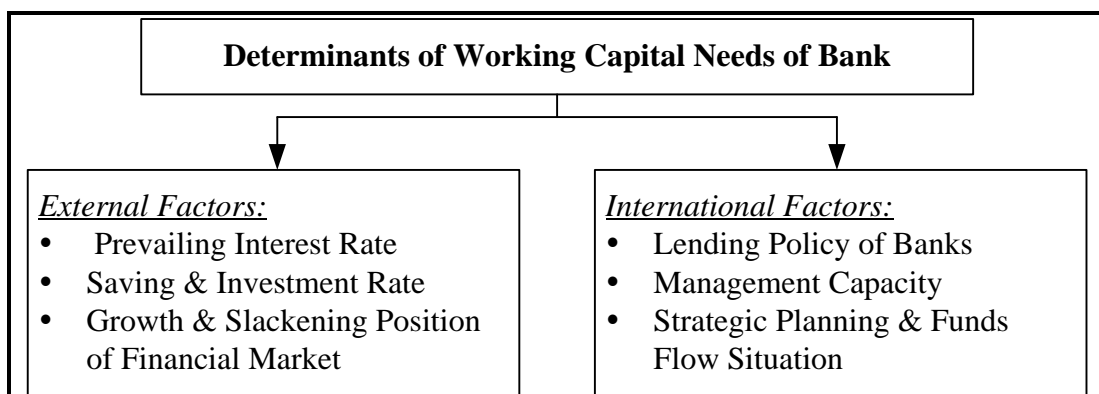 Determinants of Working Capital Needs of Bank
External Factors:
• Prevailing Interest Rate
• Saving & Investment Rate
• Growth & Slackening Position
of Financial Market
International Factors:
• Lending Policy of Banks
• Management Capacity
• Strategic Planning & Funds
Flow Situation